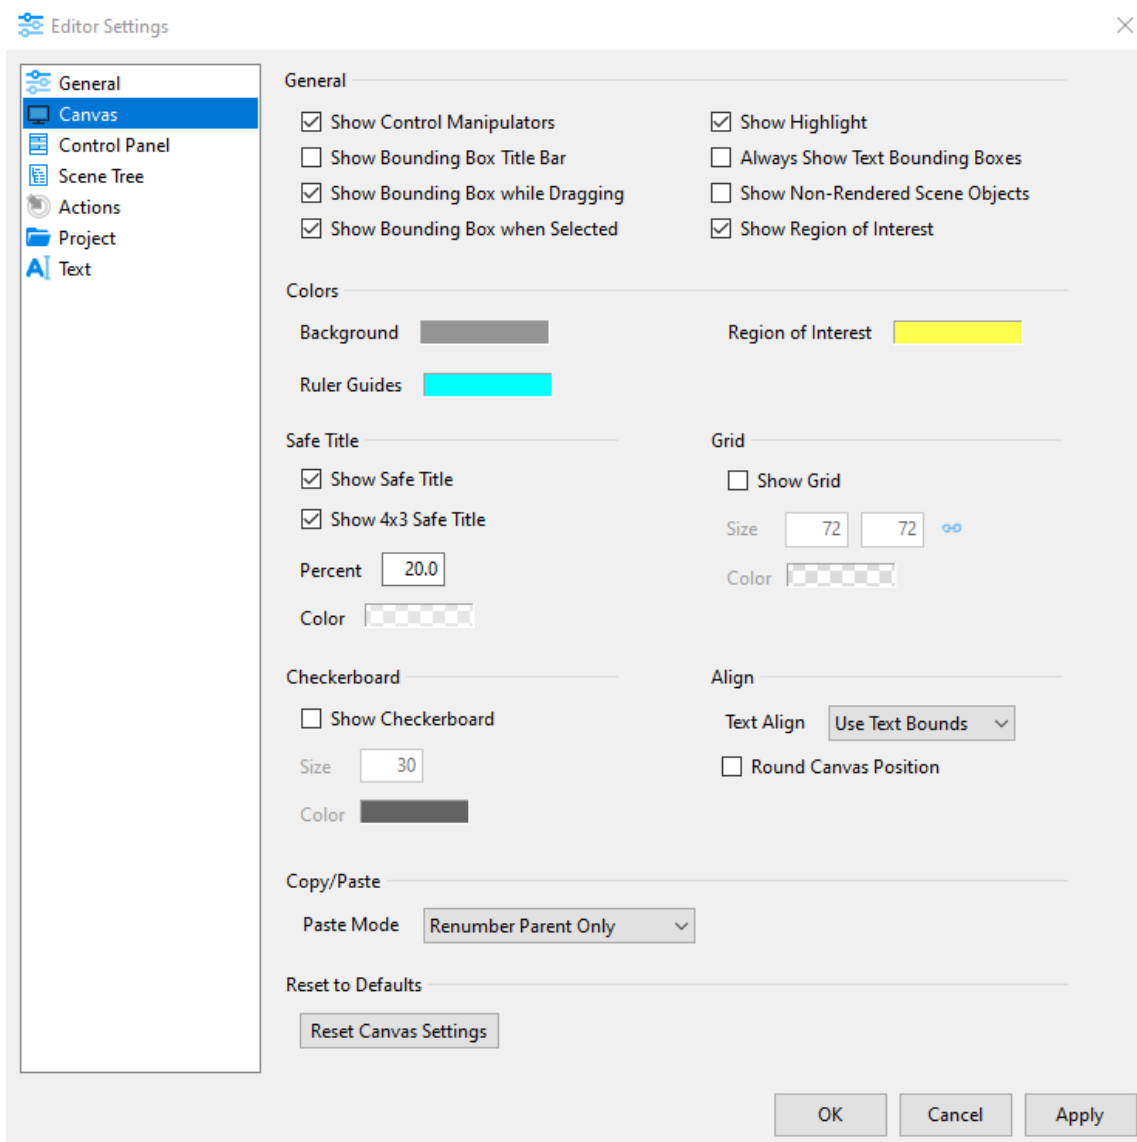 Editor Settings
General
Canvas
Control Panel
Scene Tree
Actions
Project
Text
General
Show Control Manipulators
Show Highlight
Show Bounding Box Title Bar
Always Show Text Bounding Boxes
Show Bounding Box while Dragging
Show Non-Rendered Scene Objects
Show Bounding Box when Selected
Show Region of Interest
Colors
Background
Region of Interest
Ruler Guides
Safe Title
Show Safe Title
Show 4x3 Safe Title
Percent 20.0
Color
Grid
Show Grid
Size 72 72
Color
Checkerboard
Show Checkerboard
Size 30
Color
Align
Text Align Use Text Bounds
Round Canvas Position
Copy/Paste
Paste Mode Renumber Parent Only
Reset to Defaults
Reset Canvas Settings
OK Cancel Apply